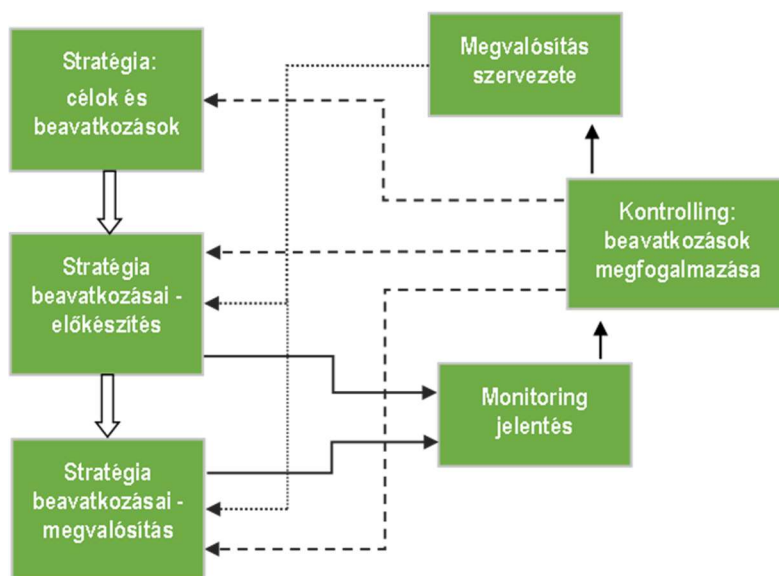 Stratégia:
célok és
beavatkozások
Megvalósítás
szervezete
Kontrolling:
beavatkozások
megfogalmazása
Stratégia
beavatkozásai -
előkészítés
Monitoring
jelentés
Stratégia
beavatkozásai -
megvalósítás